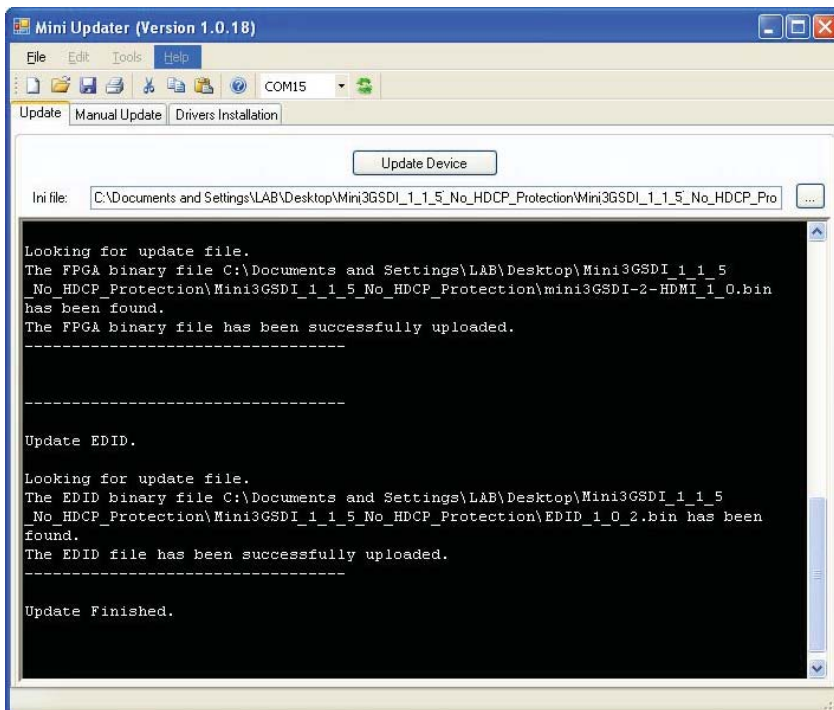 Mini Updater (Version 1.0.18)
File Edit Tools Help
COM15
Update Manual Update Drivers Installation
Update Device
Ini file: C:\Documents and Settings\LAB\Desktop\Mini3GSDI_1_1_5_No_HDCP_Protection\Mini3GSDI_1_1_5_No_HDCP_Pro ...
Looking for update file.
The FPGA binary file C:\Documents and Settings\LAB\Desktop\Mini3GSDI_1_1_5
_No_HDCP_Protection\Mini3GSDI_1_1_5_No_HDCP_Protection\mini3GSDI-2-HDMI_1_0.bin
has been found.
The FPGA binary file has been successfully uploaded.
----------------------------------
----------------------------------
Update EDID.
Looking for update file.
The EDID binary file C:\Documents and Settings\LAB\Desktop\Mini3GSDI_1_1_5
_No_HDCP_Protection\Mini3GSDI_1_1_5_No_HDCP_Protection\EDID_1_0_2.bin has been
found.
The EDID file has been successfully uploaded.
----------------------------------
Update Finished.